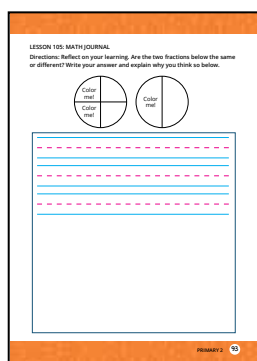 LESSON 105: MATH JOURNAL
Directions: Reflect on your learning. Are the two fractions below the same
or different? Write your answer and explain why you think so below.
Color
me!
Color
me!
Color
me!
PRIMARY 2 93